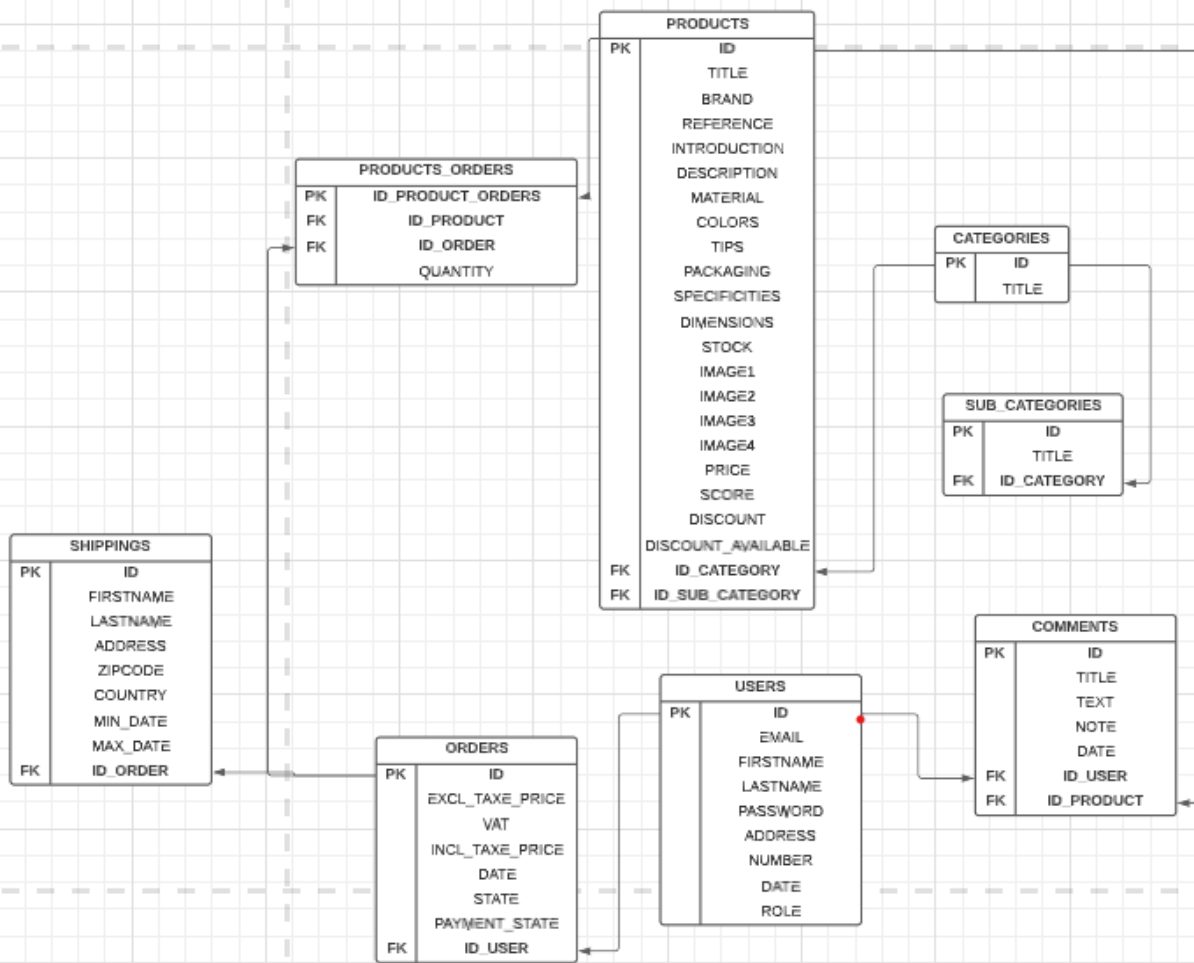 PRODUCTS
PK ID
TITLE
BRAND
REFERENCE
INTRODUCTION
DESCRIPTION
MATERIAL
COLORS
TIPS
PACKAGING
SPECIFICITIES
DIMENSIONS
STOCK
IMAGE1
IMAGE2
IMAGE3
IMAGE4
PRICE
SCORE
DISCOUNT
DISCOUNT_AVAILABLE
FK ID_CATEGORY
FK ID_SUB_CATEGORY
PRODUCTS_ORDERS
PK ID_PRODUCT_ORDERS
FK ID_PRODUCT
FK ID_ORDER
QUANTITY
CATEGORIES
PK ID
TITLE
SUB_CATEGORIES
PK ID
TITLE
FK ID_CATEGORY
SHIPPINGS
PK ID
FIRSTNAME
LASTNAME
ADDRESS
ZIPCODE
COUNTRY
MIN_DATE
MAX_DATE
FK ID_ORDER
ORDERS
PK ID
EXCL_TAXE_PRICE
VAT
INCL_TAXE_PRICE
DATE
STATE
PAYMENT_STATE
FK ID_USER
USERS
PK ID
EMAIL
FIRSTNAME
LASTNAME
PASSWORD
ADDRESS
NUMBER
DATE
ROLE
COMMENTS
PK ID
TITLE
TEXT
NOTE
DATE
FK ID_USER
FK ID_PRODUCT